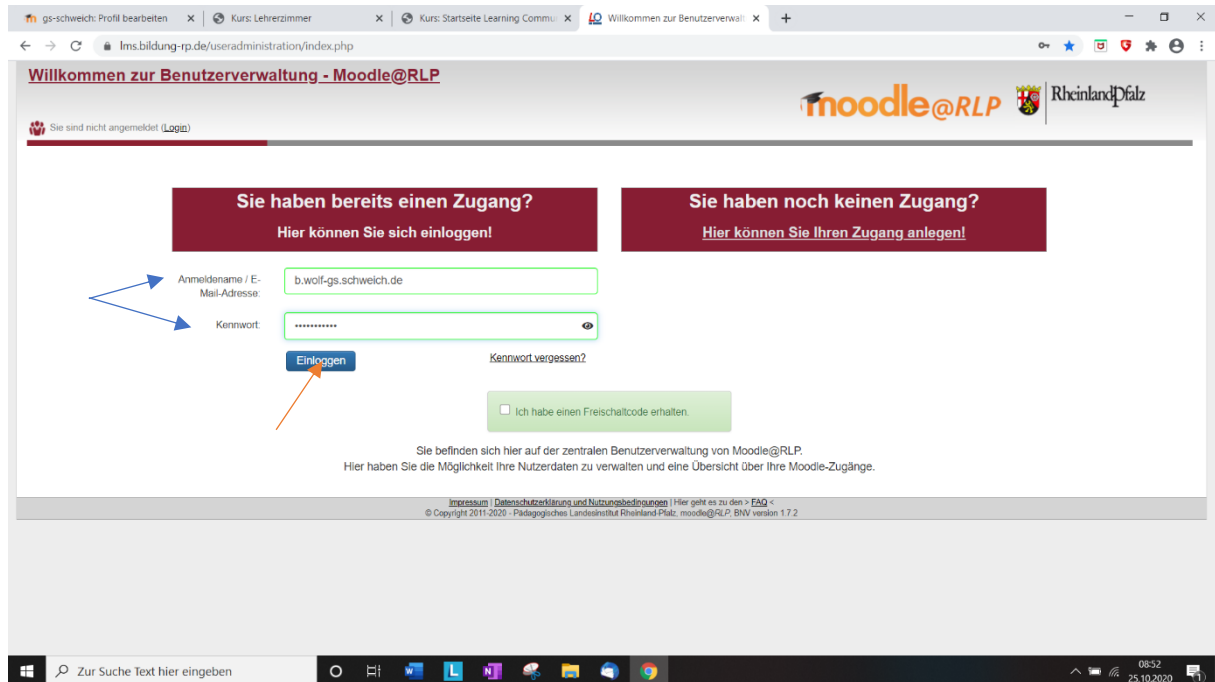 gs-schweich: Profil bearbeiten
Kurs: Lehrerzimmer
Kurs: Startseite Learning Commu
Willkommen zur Benutzerverwalt
lms.bildung-rp.de/useradministration/index.php
Willkommen zur Benutzerverwaltung - Moodle@RLP
moodle@RLP
RheinlandPfalz
Sie sind nicht angemeldet (Login)
Sie haben bereits einen Zugang?
Hier können Sie sich einloggen!
Sie haben noch keinen Zugang?
Hier können Sie Ihren Zugang anlegen!
Anmeldename / E-
Mail-Adresse:
b.wolf-gs.schweich.de
Kennwort:
•••••••••••
Einloggen
Kennwort vergessen?
Ich habe einen Freischaltcode erhalten.
Sie befinden sich hier auf der zentralen Benutzerverwaltung von Moodle@RLP.
Hier haben Sie die Möglichkeit Ihre Nutzerdaten zu verwalten und eine Übersicht über Ihre Moodle-Zugänge.
Impressum | Datenschutzerklärung und Nutzungsbedingungen | Hier geht es zu den > FAQ <
© Copyright 2011-2020 - Pädagogisches Landesinstitut Rheinland-Pfalz, moodle@RLP, BNV version 1.7.2
Zur Suche Text hier eingeben
08:52
25.10.2020